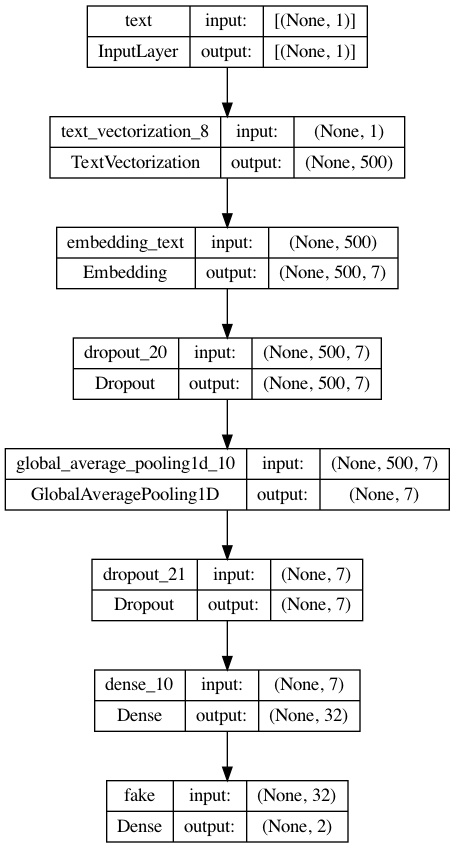 text input: [(None, 1)]
InputLayer output: [(None, 1)]
text_vectorization_8 input: (None, 1)
TextVectorization output: (None, 500)
embedding_text input: (None, 500)
Embedding output: (None, 500, 7)
dropout_20 input: (None, 500, 7)
Dropout output: (None, 500, 7)
global_average_pooling1d_10 input: (None, 500, 7)
GlobalAveragePooling1D output: (None, 7)
dropout_21 input: (None, 7)
Dropout output: (None, 7)
dense_10 input: (None, 7)
Dense output: (None, 32)
fake input: (None, 32)
Dense output: (None, 2)